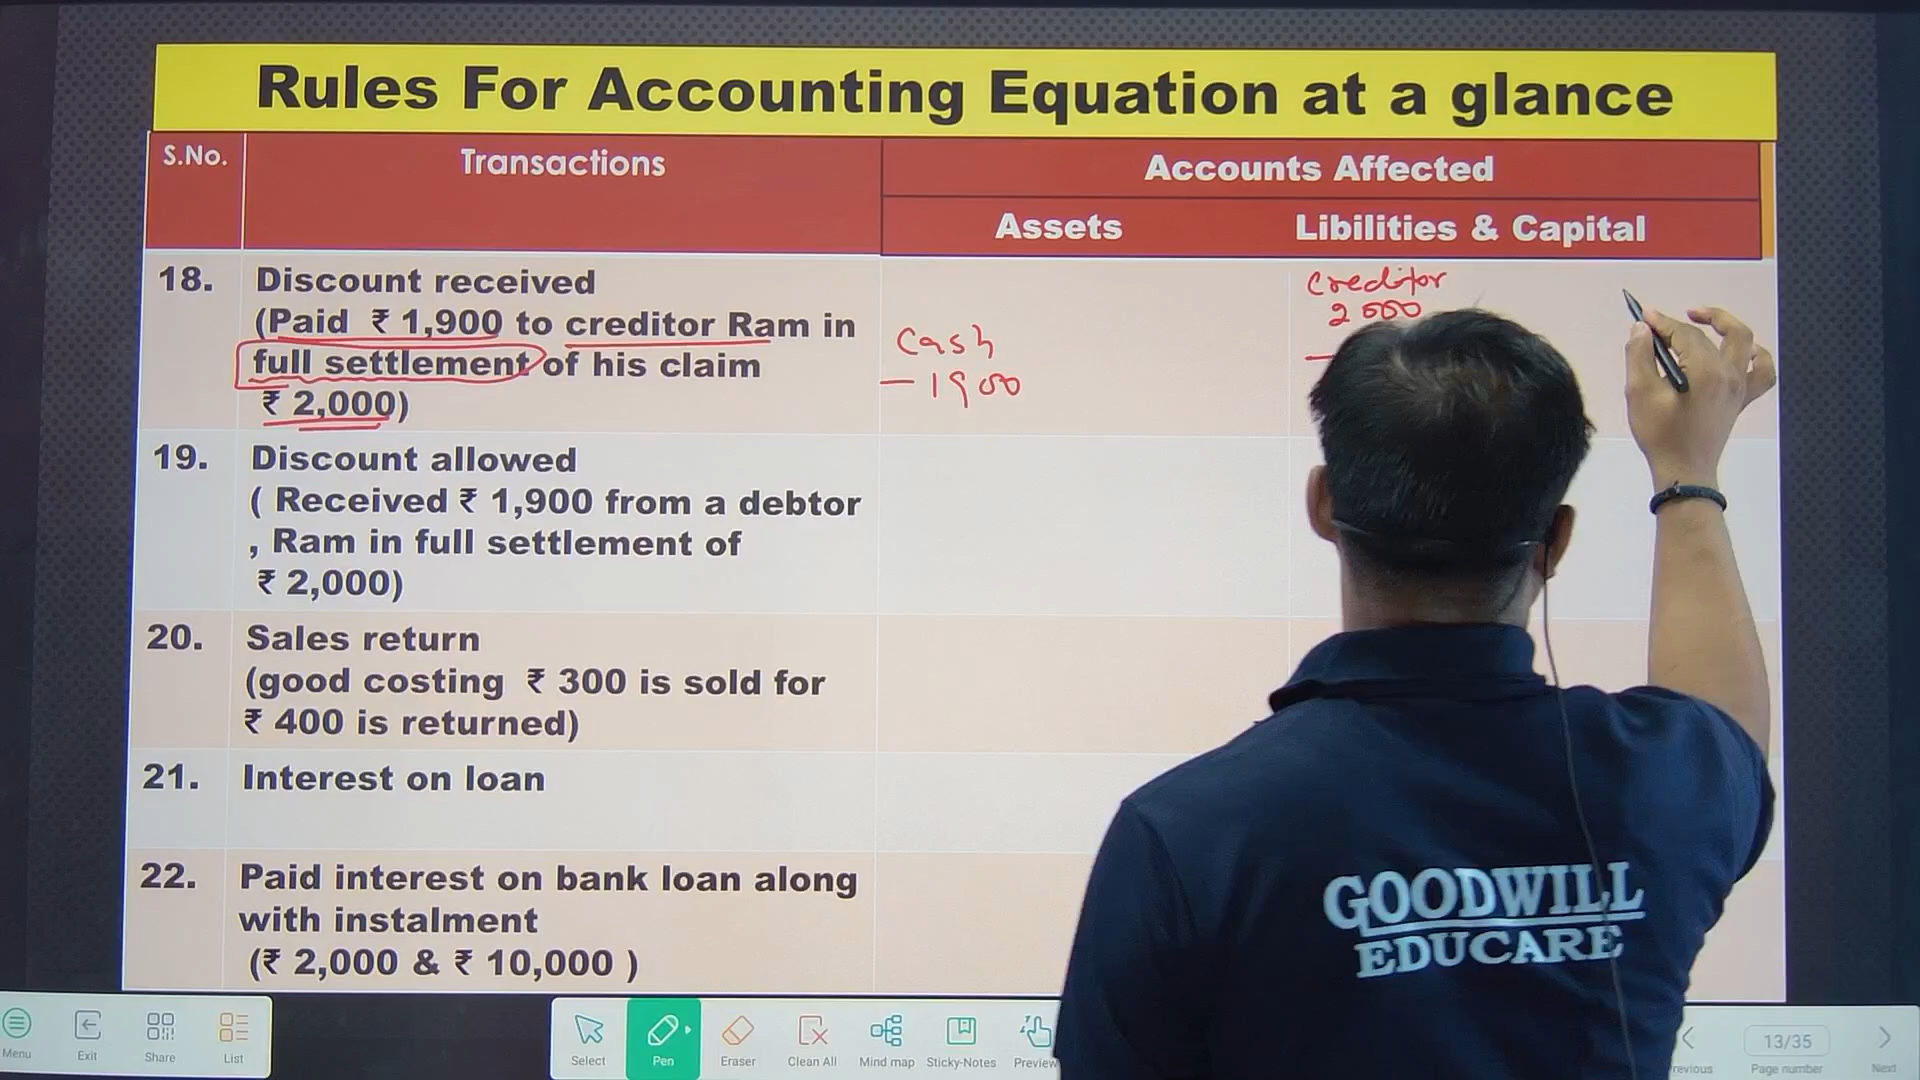 Rules For Accounting Equation at a glance
S.No.
Transactions
Accounts Affected
Assets
Libilities & Capital
18.
Discount received
(Paid ₹ 1,900 to creditor Ram in
full settlement of his claim
₹ 2,000)
Cash
- 1900
Creditor
2000
19.
Discount allowed
( Received ₹ 1,900 from a debtor
, Ram in full settlement of
₹ 2,000)
20.
Sales return
(good costing ₹ 300 is sold for
₹ 400 is returned)
21.
Interest on loan
22.
Paid interest on bank loan along
with instalment
(₹ 2,000 & ₹ 10,000 )
GOODWILL
EDUCARE
Menu
Exit
Share
List
Select
Pen
Eraser
Clean All
Mind map
Sticky-Notes
Preview
revious
13/35
Page number
Next